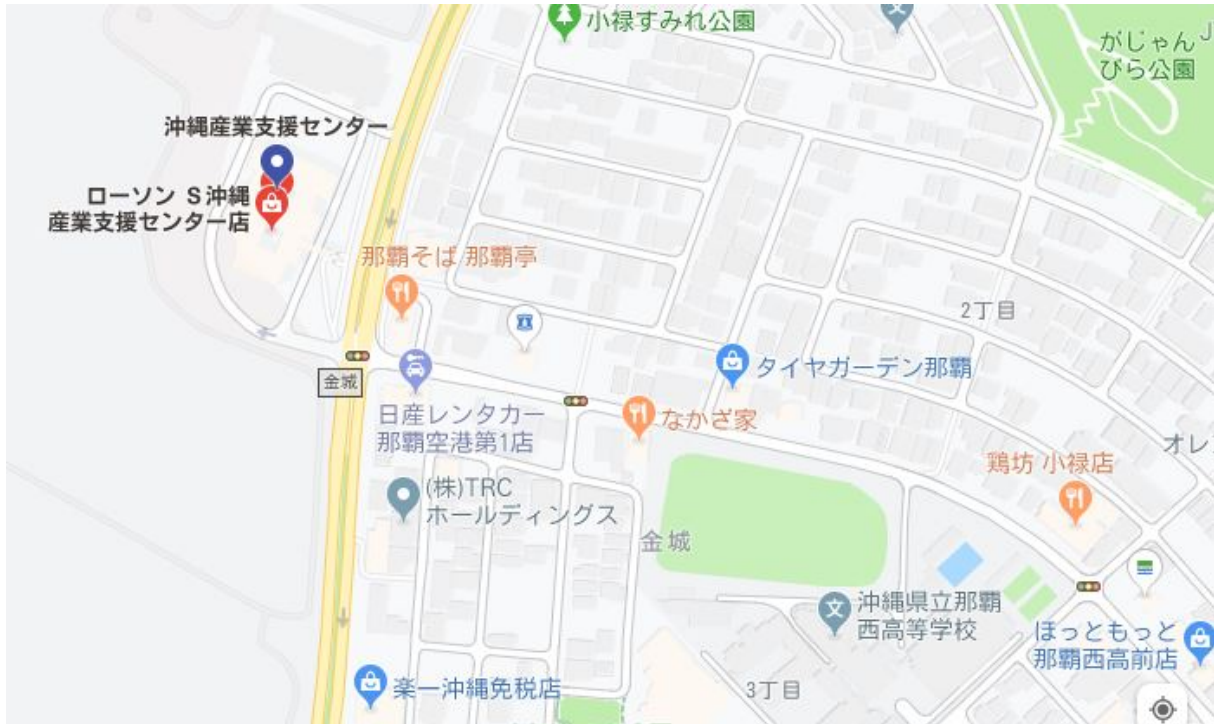 小禄すみれ公園
がじゃん
びら公園
沖縄産業支援センター
ローソン S沖縄
産業支援センター店
那覇そば 那覇亭
2丁目
タイヤガーデン那覇
金城
日産レンタカー
那覇空港第1店
なかざ家
オレ
鶏坊 小禄店
(株)TRC
ホールディングス
金城
沖縄県立那覇
西高等学校
ほっともっと
那覇西高前店
楽一沖縄免税店
3丁目